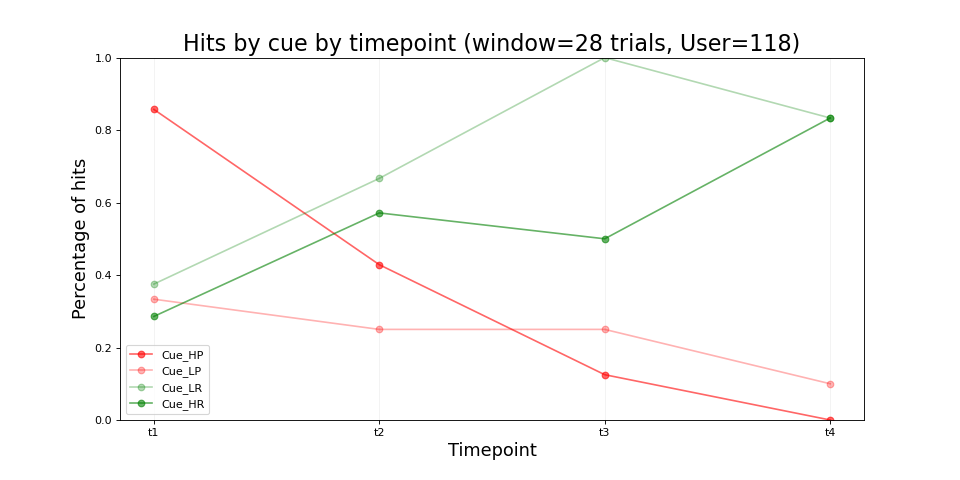 Hits by cue by timepoint (window=28 trials, User=118)
Percentage of hits
1.0
0.8
0.6
0.4
0.2
0.0
Cue_HP
Cue_LP
Cue_LR
Cue_HR
t1 t2 t3 t4
Timepoint